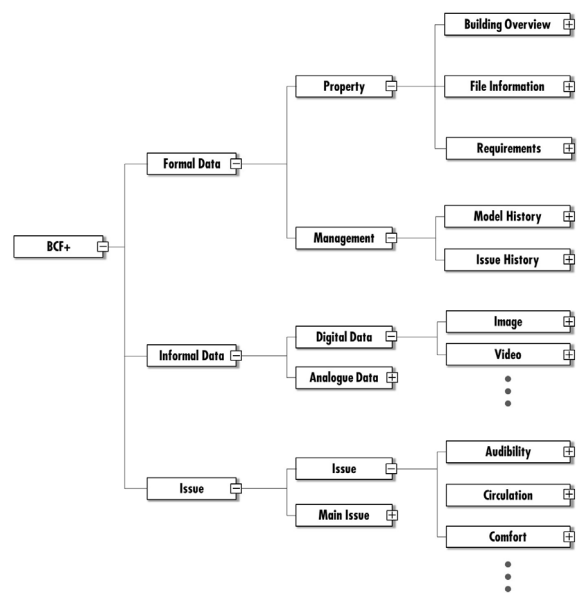 Building Overview
Property
File Information
Requirements
Formal Data
Model History
Management
Issue History
BCF+
Image
Digital Data
Video
Informal Data
Analogue Data
Audibility
Issue
Issue
Circulation
Main Issue
Comfort